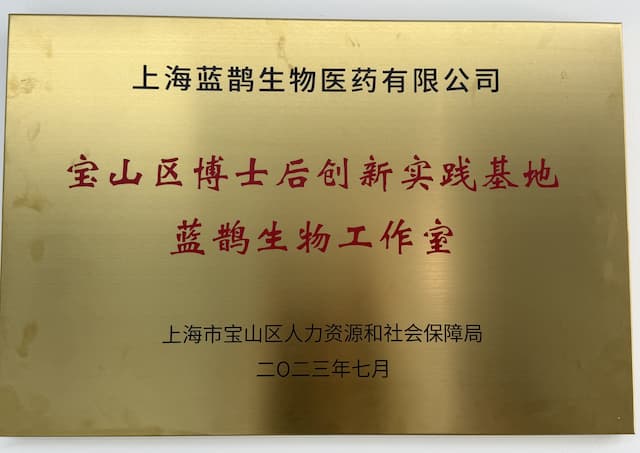 上海蓝鹊生物医药有限公司
宝山区博士后创新实践基地
蓝鹊生物工作室
上海市宝山区人力资源和社会保障局
二〇二三年七月